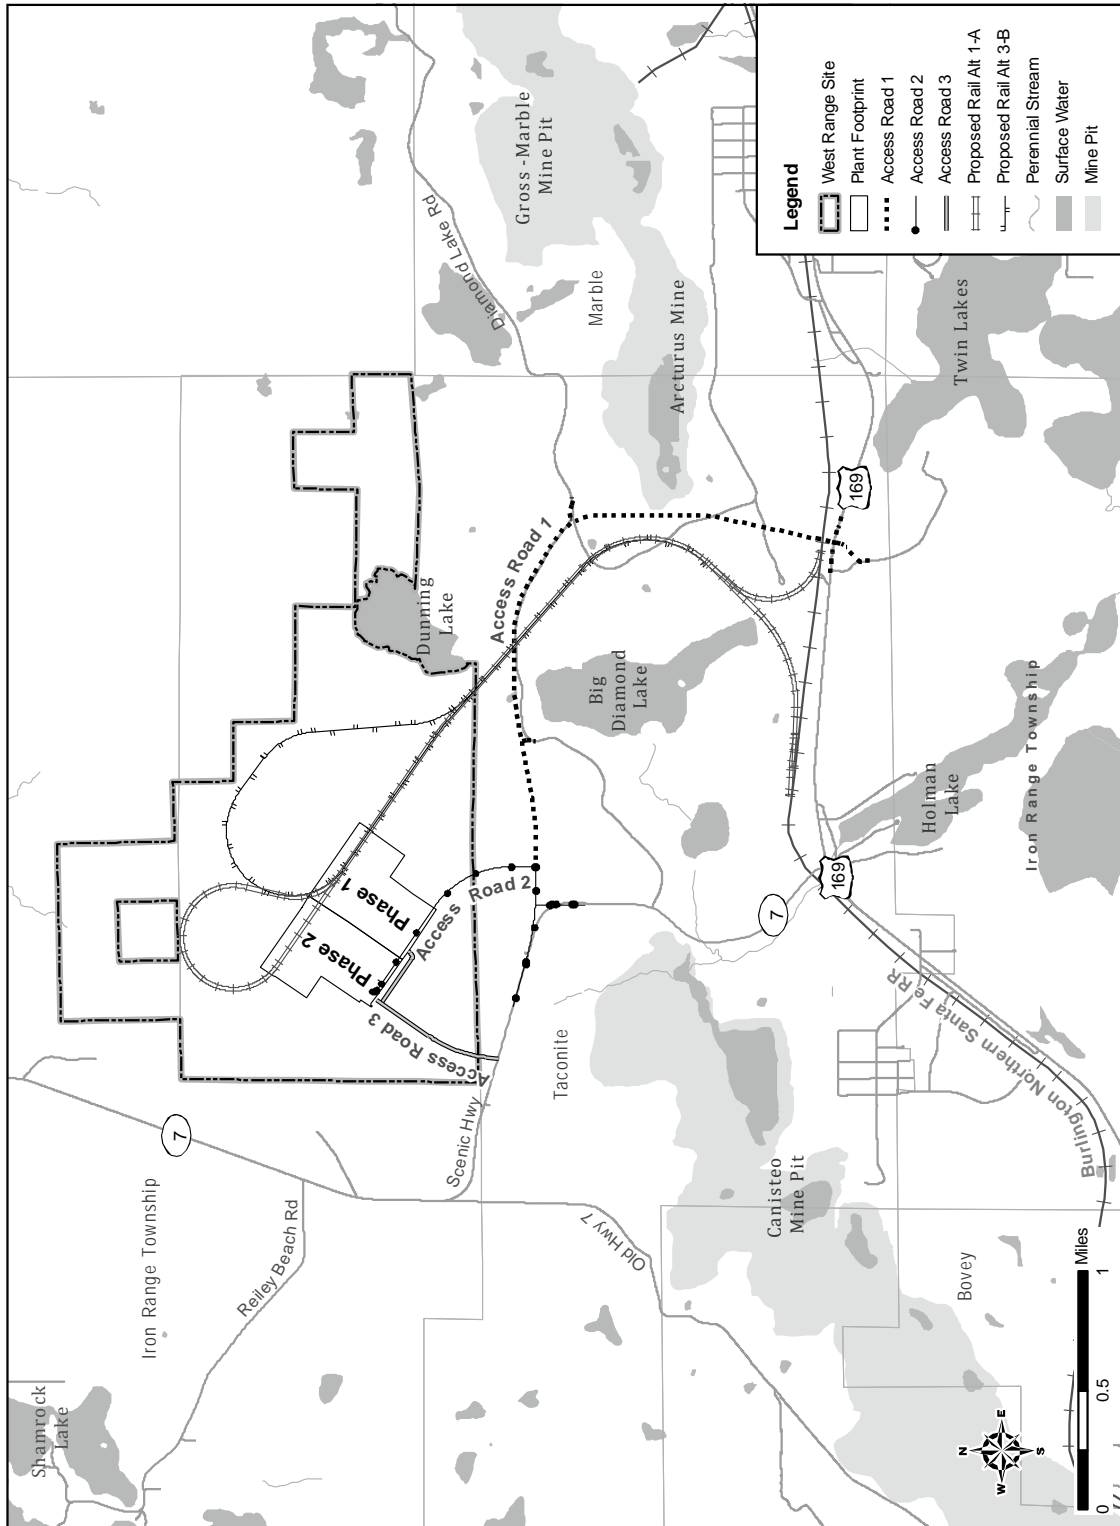 Shamrock
Lake
Iron Range Township
Reiley Beach Rd
7
Scenic Hwy
Old Hwy 7
Access Road 3
Phase 2
Phase 1
Access Road 2
Access Road 1
Dunning
Lake
Diamond Lake Rd
Gross-Marble
Mine Pit
Marble
Arcturus Mine
Big
Diamond
Lake
Taconite
Canisteo
Mine Pit
Bovey
7
169
169
Holman
Lake
Twin Lakes
Iron Range Township
Burlington Northern Santa Fe RR
N
W
E
S
0
0.5
1
Miles
Legend
West Range Site
Plant Footprint
Access Road 1
Access Road 2
Access Road 3
Proposed Rail Alt 1-A
Proposed Rail Alt 3-B
Perennial Stream
Surface Water
Mine Pit